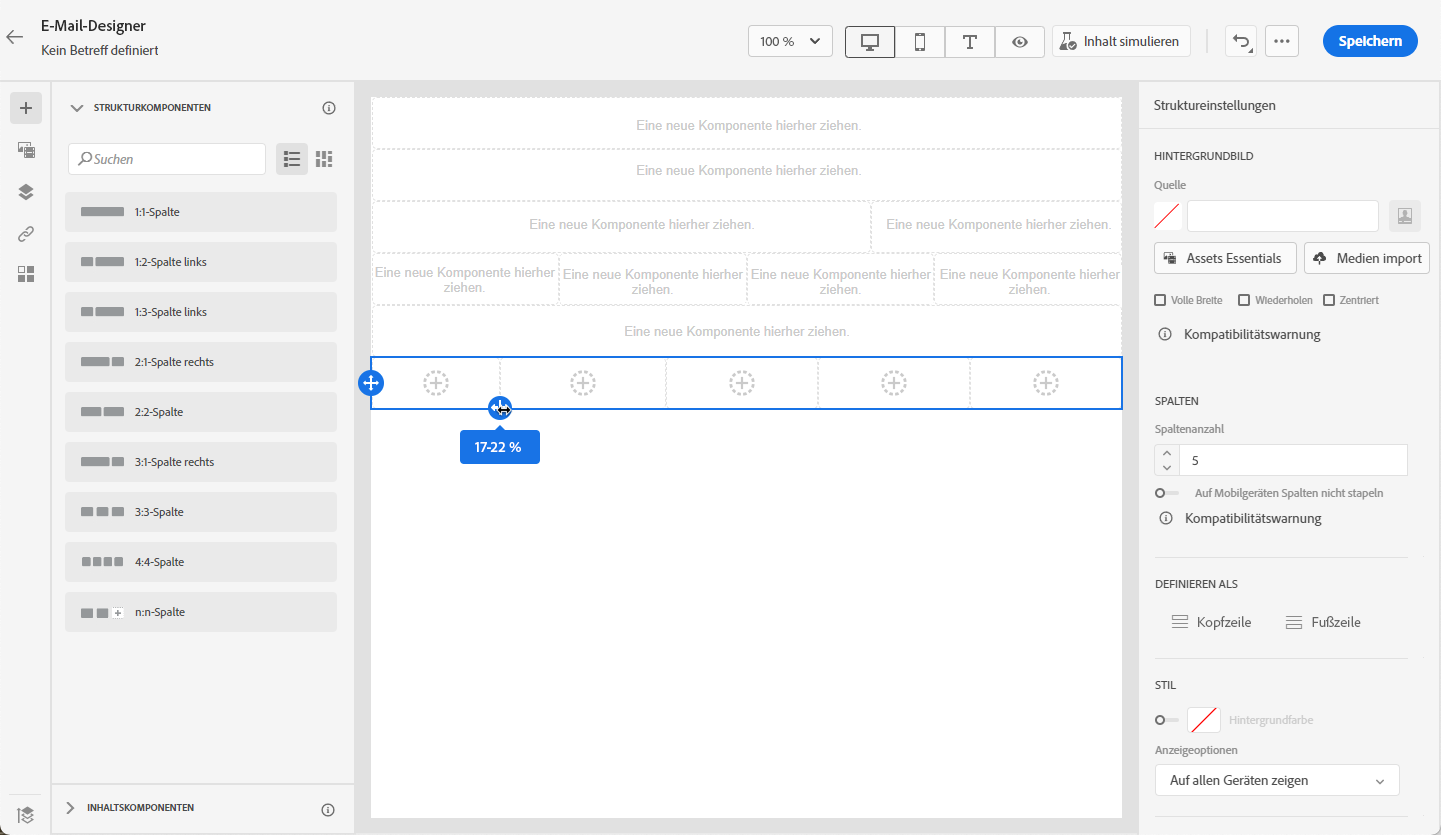 E-Mail-Designer
Kein Betreff definiert
100 %
Inhalt simulieren
Speichern
STRUKTURKOMPONENTEN
Suchen
1:1-Spalte
1:2-Spalte links
1:3-Spalte links
2:1-Spalte rechts
2:2-Spalte
3:1-Spalte rechts
3:3-Spalte
4:4-Spalte
n:n-Spalte
INHALTSKOMPONENTEN
Eine neue Komponente hierher ziehen.
Eine neue Komponente hierher ziehen.
Eine neue Komponente hierher ziehen.
Eine neue Komponente hierher ziehen.
Eine neue Komponente hierher
ziehen.
Eine neue Komponente hierher
ziehen.
Eine neue Komponente hierher
ziehen.
Eine neue Komponente hierher
ziehen.
Eine neue Komponente hierher ziehen.
17-22 %
Struktureinstellungen
HINTERGRUNDBILD
Quelle
Assets Essentials
Medien import
Volle Breite
Wiederholen
Zentriert
Kompatibilitätswarnung
SPALTEN
Spaltenanzahl
5
Auf Mobilgeräten Spalten nicht stapeln
Kompatibilitätswarnung
DEFINIEREN ALS
Kopfzeile
Fußzeile
STIL
Hintergrundfarbe
Anzeigeoptionen
Auf allen Geräten zeigen